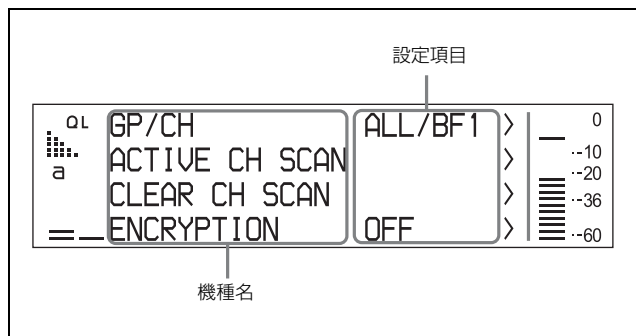 設定項目
QL GP/CH ALL/BF1 > 0
ACTIVE CH SCAN > -10
a -20
CLEAR CH SCAN > -36
ENCRYPTION OFF > -60
機種名